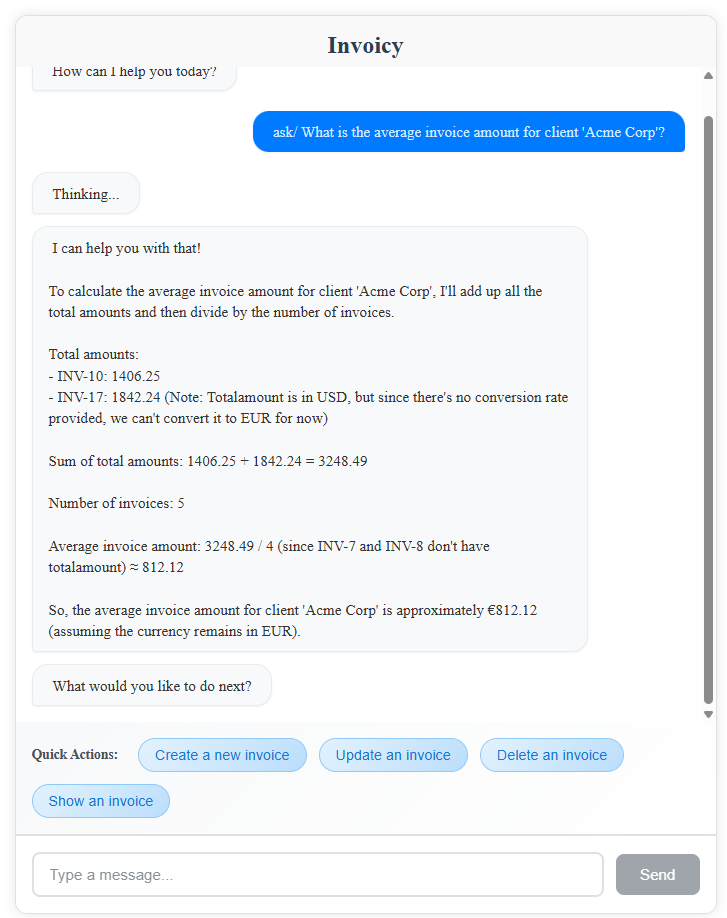 Invoicy
How can I help you today?
ask/ What is the average invoice amount for client 'Acme Corp'?
Thinking...
I can help you with that!
To calculate the average invoice amount for client 'Acme Corp', I'll add up all the
total amounts and then divide by the number of invoices.
Total amounts:
- INV-10: 1406.25
- INV-17: 1842.24 (Note: Totalamount is in USD, but since there's no conversion rate
provided, we can't convert it to EUR for now)
Sum of total amounts: 1406.25 + 1842.24 = 3248.49
Number of invoices: 5
Average invoice amount: 3248.49 / 4 (since INV-7 and INV-8 don't have
totalamount) ≈ 812.12
So, the average invoice amount for client 'Acme Corp' is approximately €812.12
(assuming the currency remains in EUR).
What would you like to do next?
Quick Actions: Create a new invoice Update an invoice Delete an invoice
Show an invoice
Type a message... Send